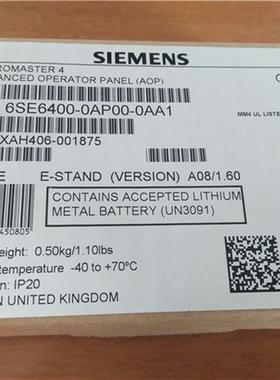 SIEMENS
ROMASTER 4
ANCED OPERATOR PANEL (AOP)
6SE6400-0AP00-0AA1
MM4 UL LISTE
XAH406-001875
E-STAND (VERSION) A08/1.60
CONTAINS ACCEPTED LITHIUM
METAL BATTERY (UN3091)
450805
eight: 0.50kg/1.10lbs
temperature -40 to +70°C
n: IP20
N UNITED KINGDOM